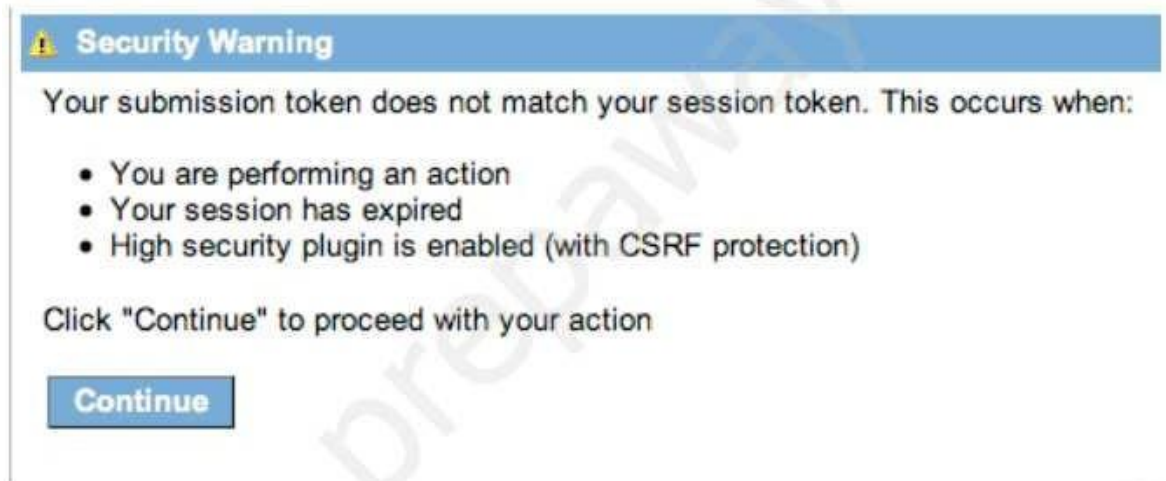 Security Warning
Your submission token does not match your session token. This occurs when:
• You are performing an action
• Your session has expired
• High security plugin is enabled (with CSRF protection)
Click "Continue" to proceed with your action
Continue
prepaway